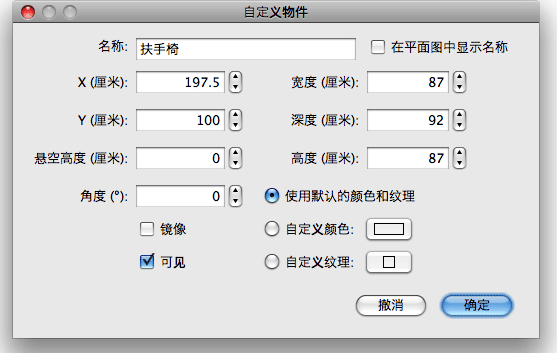 自定义物件
名称: 扶手椅 在平面图中显示名称
X (厘米): 197.5 宽度 (厘米): 87
Y (厘米): 100 深度 (厘米): 92
悬空高度 (厘米): 0 高度 (厘米): 87
角度 (°): 0 使用默认的颜色和纹理
镜像 自定义颜色:
可见 自定义纹理:
撤消 确定